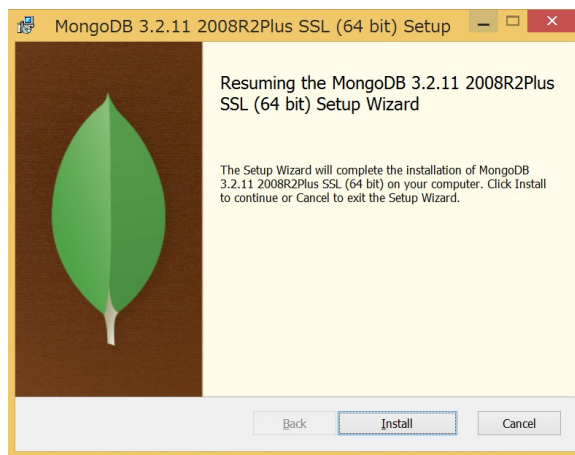 MongoDB 3.2.11 2008R2Plus SSL (64 bit) Setup
Resuming the MongoDB 3.2.11 2008R2Plus
SSL (64 bit) Setup Wizard
The Setup Wizard will complete the installation of MongoDB
3.2.11 2008R2Plus SSL (64 bit) on your computer. Click Install
to continue or Cancel to exit the Setup Wizard.
Back Install Cancel